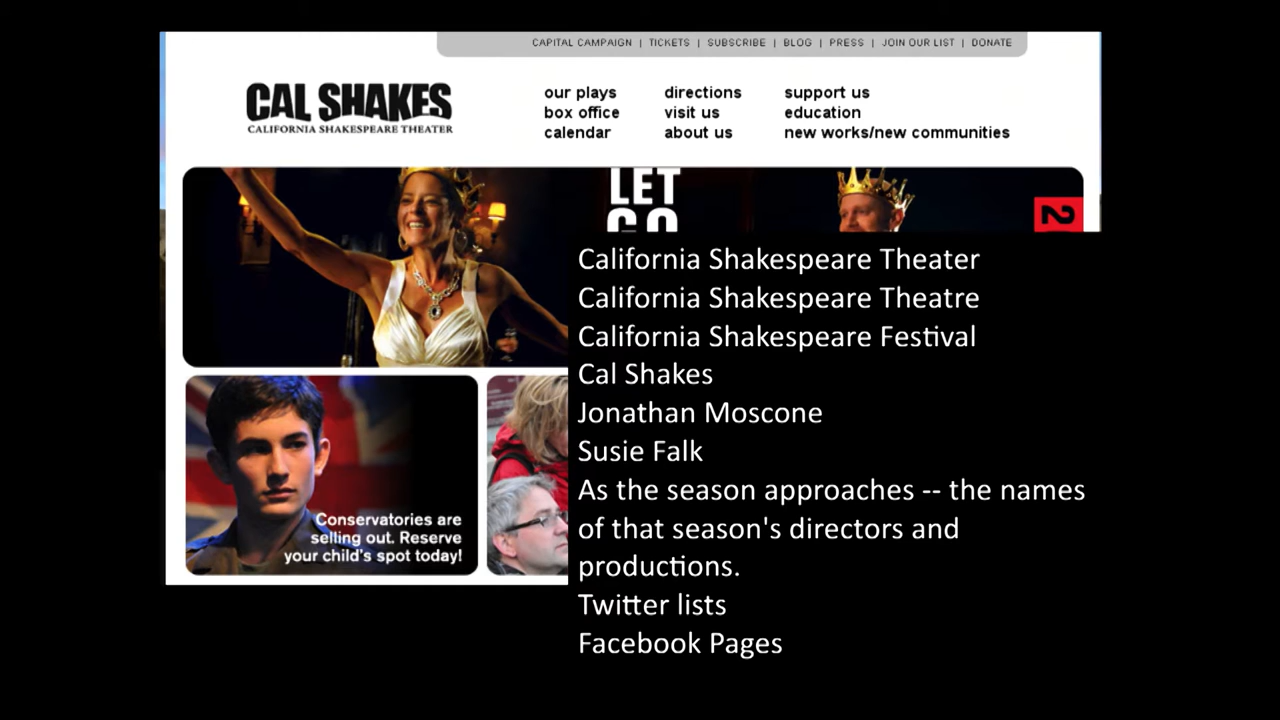 CAPITAL CAMPAIGN | TICKETS | SUBSCRIBE | BLOG | PRESS | JOIN OUR LIST | DONATE
CAL SHAKES
CALIFORNIA SHAKESPEARE THEATER
our plays
box office
calendar
directions
visit us
about us
support us
education
new works/new communities
LET
GO
2
California Shakespeare Theater
California Shakespeare Theatre
California Shakespeare Festival
Cal Shakes
Jonathan Moscone
Susie Falk
As the season approaches -- the names
of that season's directors and
productions.
Twitter lists
Facebook Pages
Conservatories are
selling out. Reserve
your child's spot today!